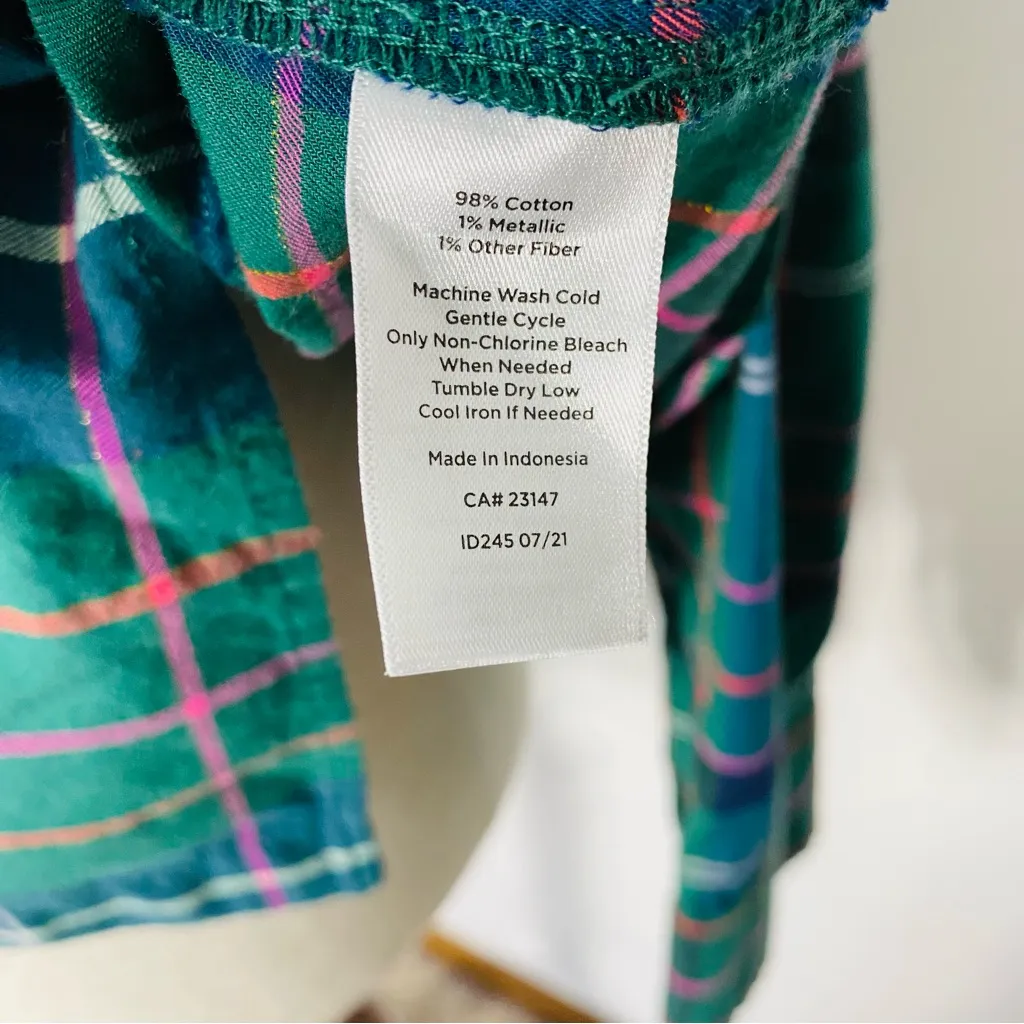 98% Cotton
1% Metallic
1% Other Fiber
Machine Wash Cold
Gentle Cycle
Only Non-Chlorine Bleach
When Needed
Tumble Dry Low
Cool Iron If Needed
Made In Indonesia
CA# 23147
ID245 07/21